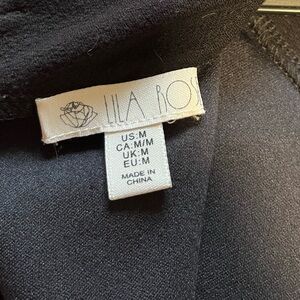 LILA ROS
US:M
CA:M/M
UK:M
EU:M
MADE IN
CHINA